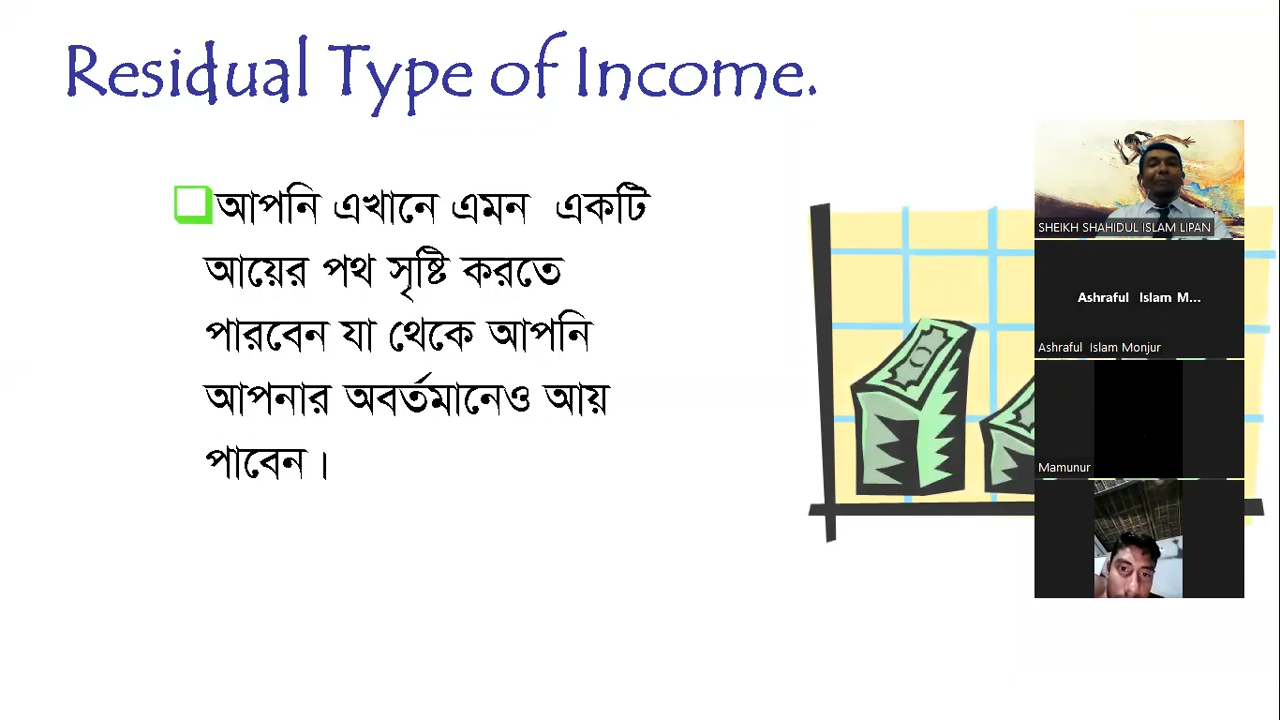 Residual Type of Income.
আপনি এখানে এমন একটি
আয়ের পথ সৃষ্টি করতে
পারবেন যা থেকে আপনি
আপনার অবর্তমানেও আয়
পাবেন।
SHEIKH SHAHIDUL ISLAM LIPAN
Ashraful Islam M...
Ashraful Islam Monjur
Mamunur